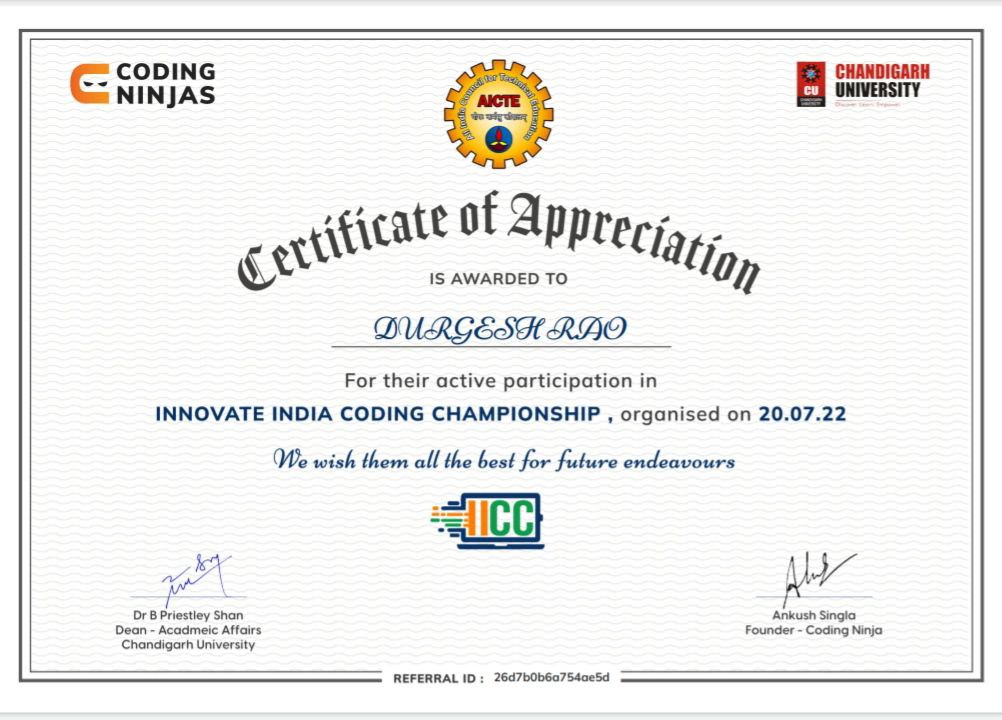 CODING
NINJAS
All India Council for Technical Education
AICTE
CU
CHANDIGARH
UNIVERSITY
Discover. Learn. Empower.
Certificate of Appreciation
IS AWARDED TO
DURGESH RAO
For their active participation in
INNOVATE INDIA CODING CHAMPIONSHIP , organised on 20.07.22
We wish them all the best for future endeavours
IICC
Dr B Priestley Shan
Dean - Acadmeic Affairs
Chandigarh University
Ankush Singla
Founder - Coding Ninja
REFERRAL ID : 26d7b0b6a754ae5d